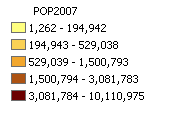 POP2007
1,262 - 194,942
194,943 - 529,038
529,039 - 1,500,793
1,500,794 - 3,081,783
3,081,784 - 10,110,975